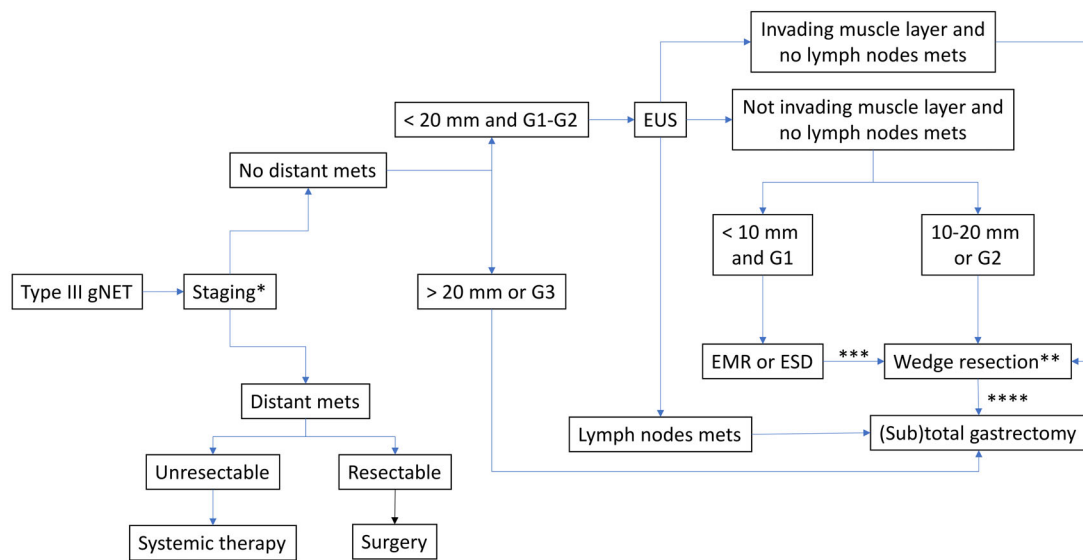 Invading muscle layer and
no lymph nodes mets
< 20 mm and G1-G2
EUS
Not invading muscle layer and
no lymph nodes mets
No distant mets
< 10 mm
and G1
10-20 mm
or G2
Type III gNET
Staging*
> 20 mm or G3
EMR or ESD
***
Wedge resection**
****
Distant mets
Lymph nodes mets
(Sub)total gastrectomy
Unresectable
Resectable
Systemic therapy
Surgery